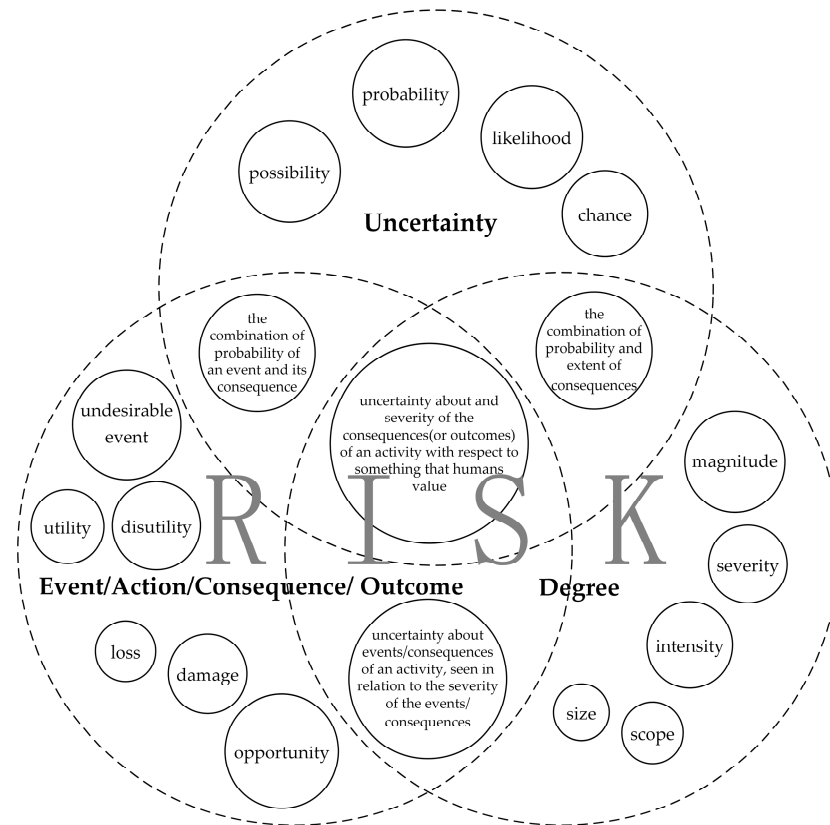 probability
likelihood
possibility
chance
Uncertainty
the
combination of
probability of
an event and its
consequence
the
combination of
probability and
extent of
consequences
undesirable
event
uncertainty about and
severity of the
consequences(or outcomes)
of an activity with respect to
something that humans
value
magnitude
RISK
utility
disutility
severity
Event/Action/Consequence/ Outcome
Degree
loss
damage
opportunity
uncertainty about
events/consequences
of an activity, seen in
relation to the severity
of the events/
consequences
intensity
size
scope